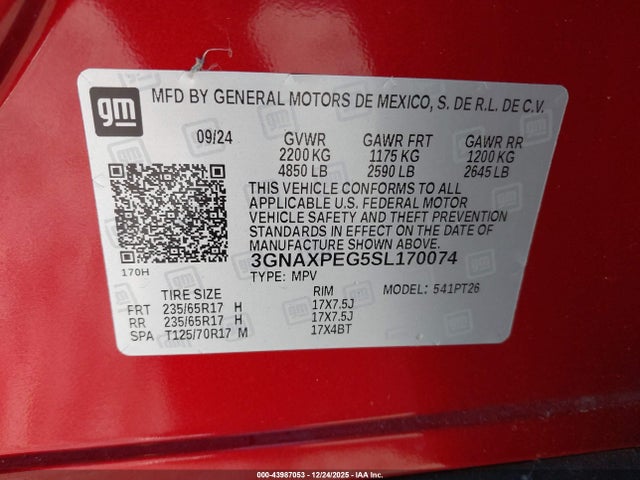 gm
MFD BY GENERAL MOTORS DE MEXICO, S. DE R.L. DE C.V.
09/24 GVWR GAWR FRT GAWR RR
2200 KG 1175 KG 1200 KG
4850 LB 2590 LB 2645 LB
THIS VEHICLE CONFORMS TO ALL
APPLICABLE U.S. FEDERAL MOTOR
VEHICLE SAFETY AND THEFT PREVENTION
STANDARDS IN EFFECT ON THE DATE OF
MANUFACTURE SHOWN ABOVE.
170H
3GNAXPEG5SL170074
TYPE: MPV
TIRE SIZE RIM MODEL: 541PT26
FRT 235/65R17 H 17X7.5J
RR 235/65R17 H 17X7.5J
SPA T125/70R17 M 17X4BT
000-43987053 - 12/24/2025 - IAA Inc.